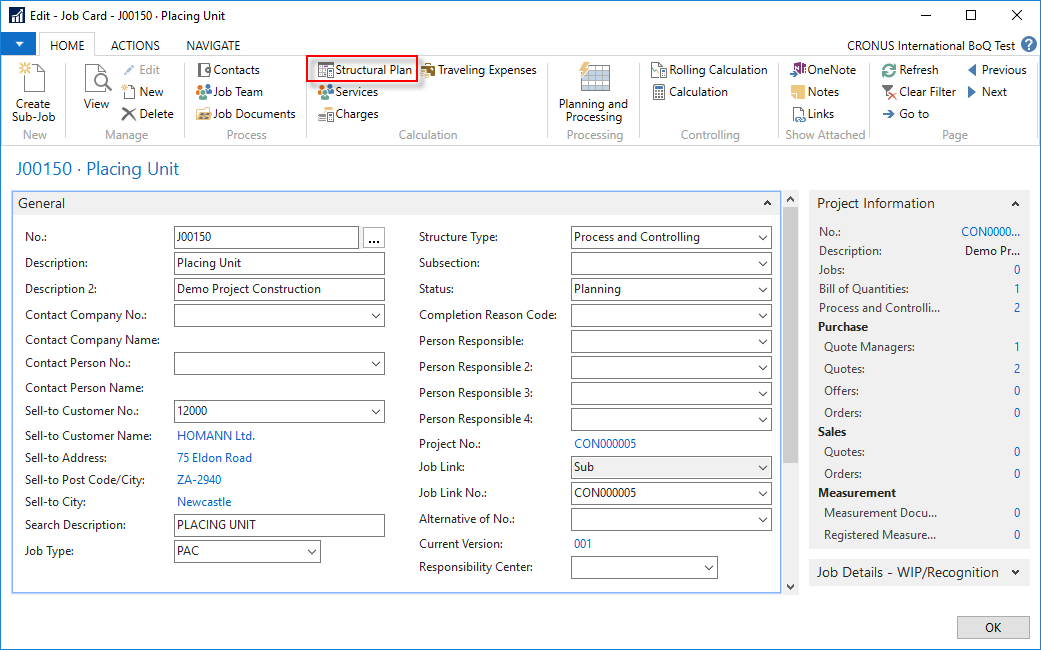 Edit - Job Card - J00150 · Placing Unit
HOME ACTIONS NAVIGATE CRONUS International BoQ Test ?
Create Sub-Job
New
View
Edit
New
Delete
Manage
Contacts
Job Team
Job Documents
Process
Structural Plan Traveling Expenses
Services
Charges
Calculation
Planning and Processing
Processing
Rolling Calculation
Calculation
Controlling
OneNote
Notes
Links
Show Attached
Refresh Previous
Clear Filter Next
Go to
Page
J00150 · Placing Unit
General
No.: J00150 ...
Description: Placing Unit
Description 2: Demo Project Construction
Contact Company No.:
Contact Company Name:
Contact Person No.:
Contact Person Name:
Sell-to Customer No.: 12000
Sell-to Customer Name: HOMANN Ltd.
Sell-to Address: 75 Eldon Road
Sell-to Post Code/City: ZA-2940
Sell-to City: Newcastle
Search Description: PLACING UNIT
Job Type: PAC
Structure Type: Process and Controlling
Subsection:
Status: Planning
Completion Reason Code:
Person Responsible:
Person Responsible 2:
Person Responsible 3:
Person Responsible 4:
Project No.: CON000005
Job Link: Sub
Job Link No.: CON000005
Alternative of No.:
Current Version: 001
Responsibility Center:
Project Information
No.: CON0000...
Description: Demo Pr...
Jobs: 0
Bill of Quantities: 1
Process and Controlli... 2
Purchase
Quote Managers: 1
Quotes: 2
Offers: 0
Orders: 0
Sales
Quotes: 0
Orders: 0
Measurement
Measurement Docu... 0
Registered Measure... 0
Job Details - WIP/Recognition
OK